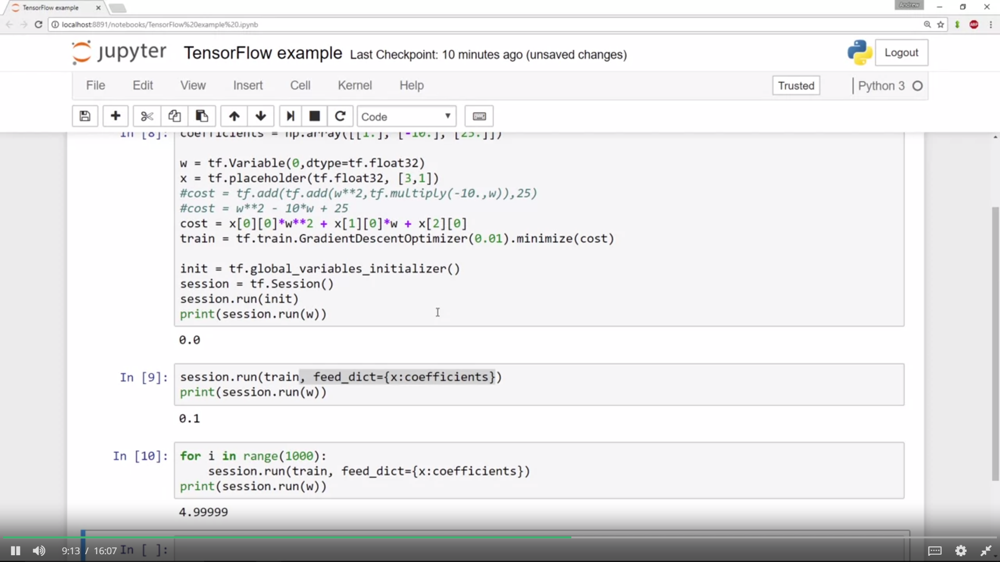 TensorFlow example
Andrew
localhost:8891/notebooks/TensorFlow%20example%20.ipynb
ABP
jupyter TensorFlow example Last Checkpoint: 10 minutes ago (unsaved changes)
Logout
File Edit View Insert Cell Kernel Help
Trusted
Python 3
Code
In [8]: coefficients = np.array([[1.], [-10.], [25.]])
w = tf.Variable(0,dtype=tf.float32)
x = tf.placeholder(tf.float32, [3,1])
#cost = tf.add(tf.add(w**2,tf.multiply(-10.,w)),25)
#cost = w**2 - 10*w + 25
cost = x[0][0]*w**2 + x[1][0]*w + x[2][0]
train = tf.train.GradientDescentOptimizer(0.01).minimize(cost)
init = tf.global_variables_initializer()
session = tf.Session()
session.run(init)
print(session.run(w))
0.0
In [9]: session.run(train, feed_dict={x:coefficients})
print(session.run(w))
0.1
In [10]: for i in range(1000):
session.run(train, feed_dict={x:coefficients})
print(session.run(w))
4.99999
9:13 / 16:07
In [ ]: